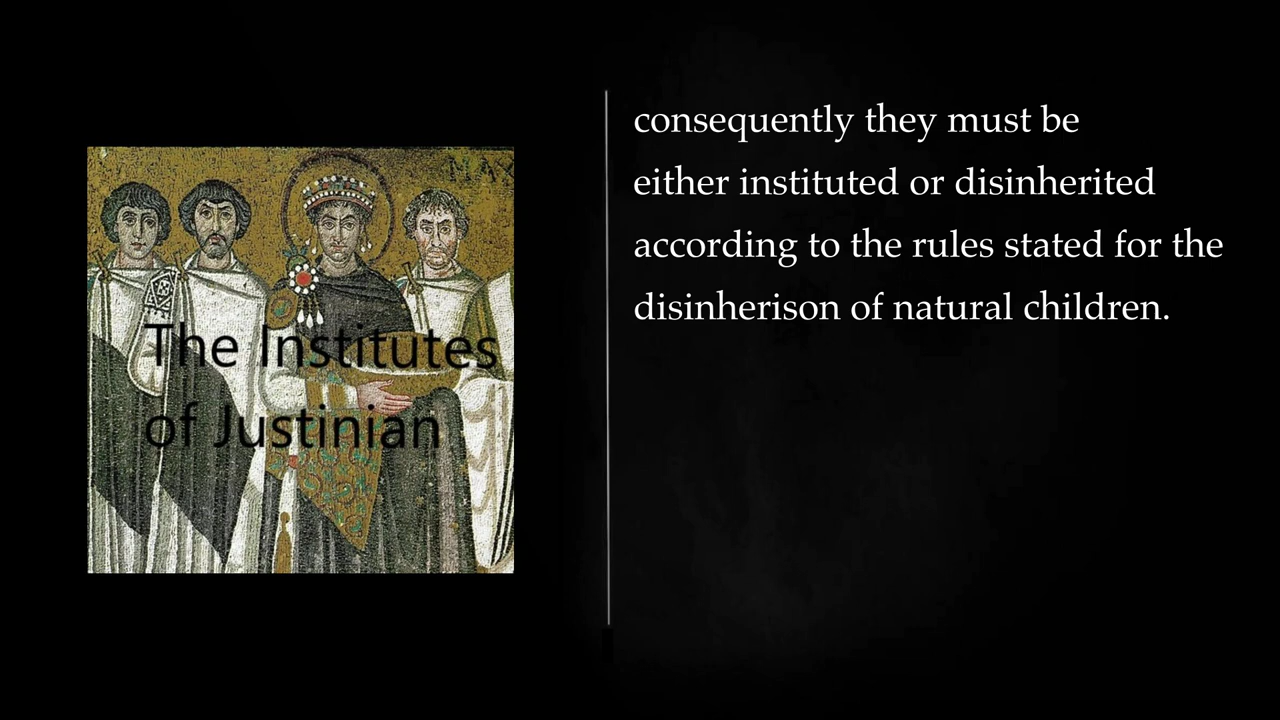 MAX
The Institutes
of Justinian
consequently they must be
either instituted or disinherited
according to the rules stated for the
disinherison of natural children.